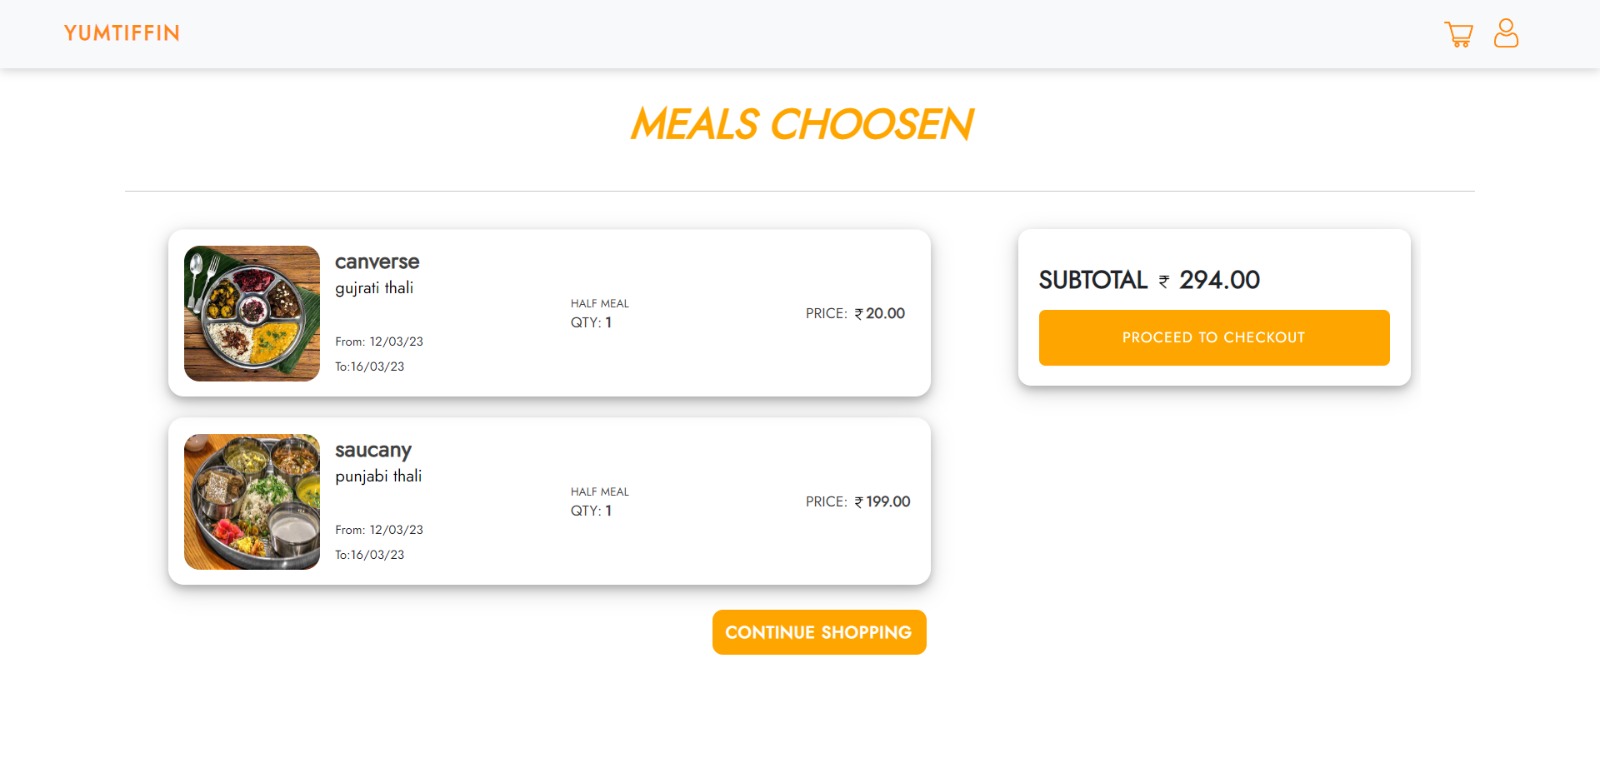 YUMTIFFIN
MEALS CHOOSEN
canverse
gujrati thali
From: 12/03/23
To:16/03/23
HALF MEAL
QTY: 1
PRICE: ₹ 20.00
saucany
punjabi thali
From: 12/03/23
To:16/03/23
HALF MEAL
QTY: 1
PRICE: ₹ 199.00
CONTINUE SHOPPING
SUBTOTAL ₹ 294.00
PROCEED TO CHECKOUT